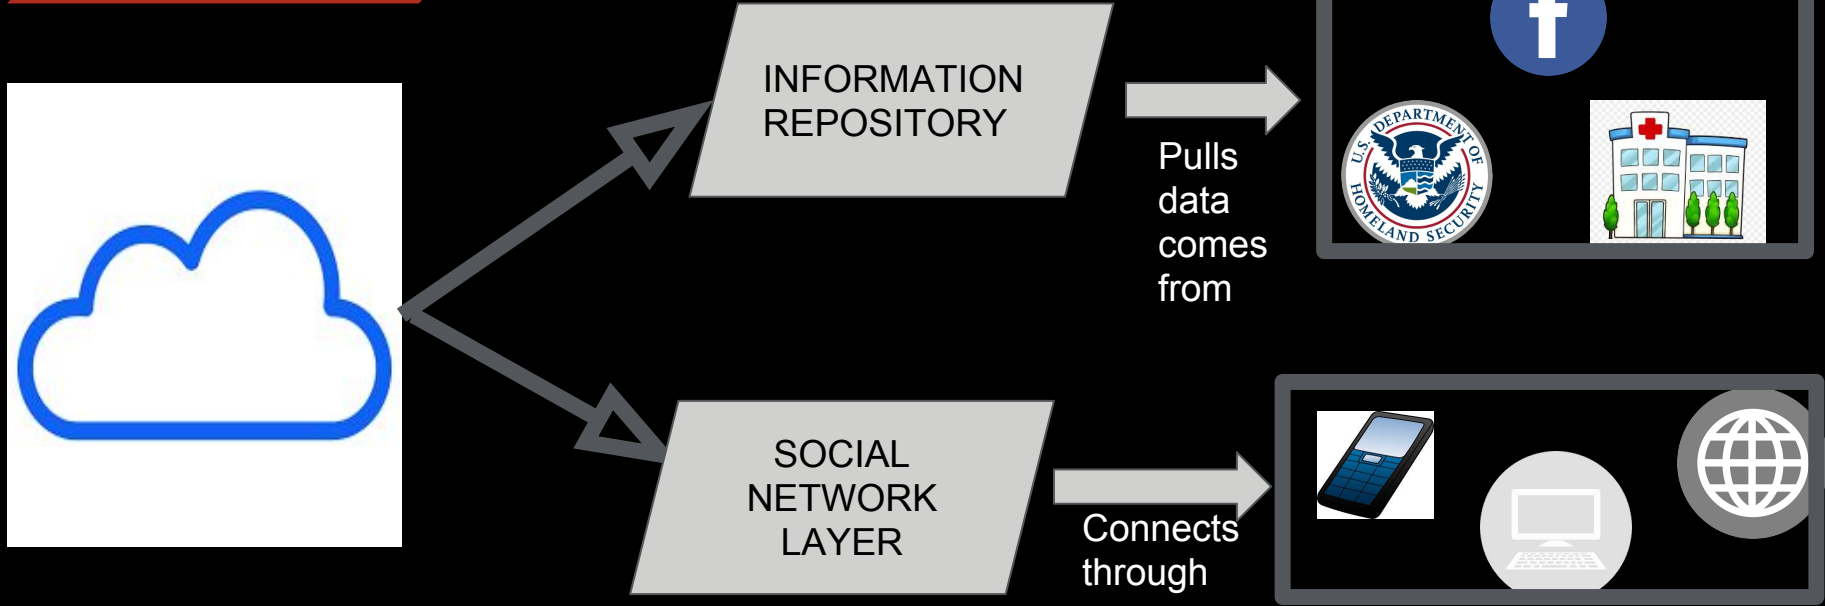 INFORMATION
REPOSITORY
f
Pulls
data
comes
from
U.S. DEPARTMENT OF
HOMELAND SECURITY
SOCIAL
NETWORK
LAYER
Connects
through